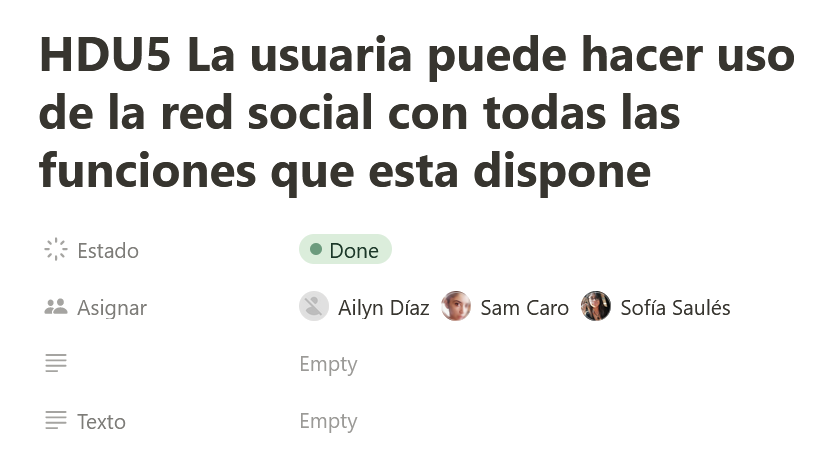 HDU5 La usuaria puede hacer uso
de la red social con todas las
funciones que esta dispone
Estado Done
Asignar Ailyn Díaz Sam Caro Sofía Saulés
Empty
Texto Empty